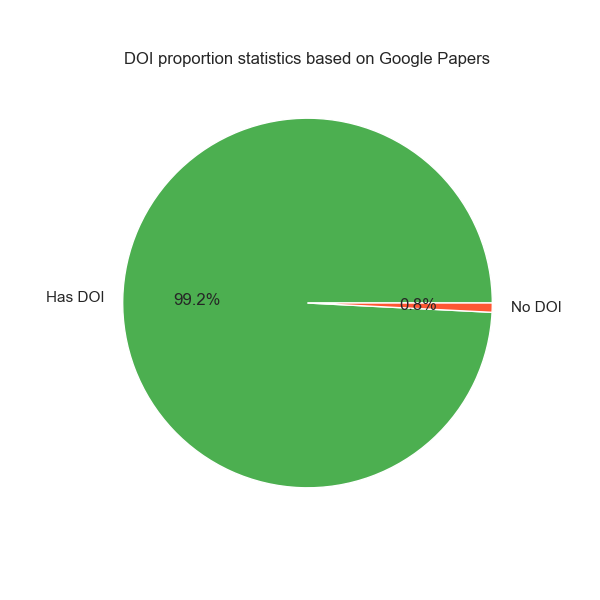 DOI proportion statistics based on Google Papers
Has DOI
99.2%
0.8%
No DOI